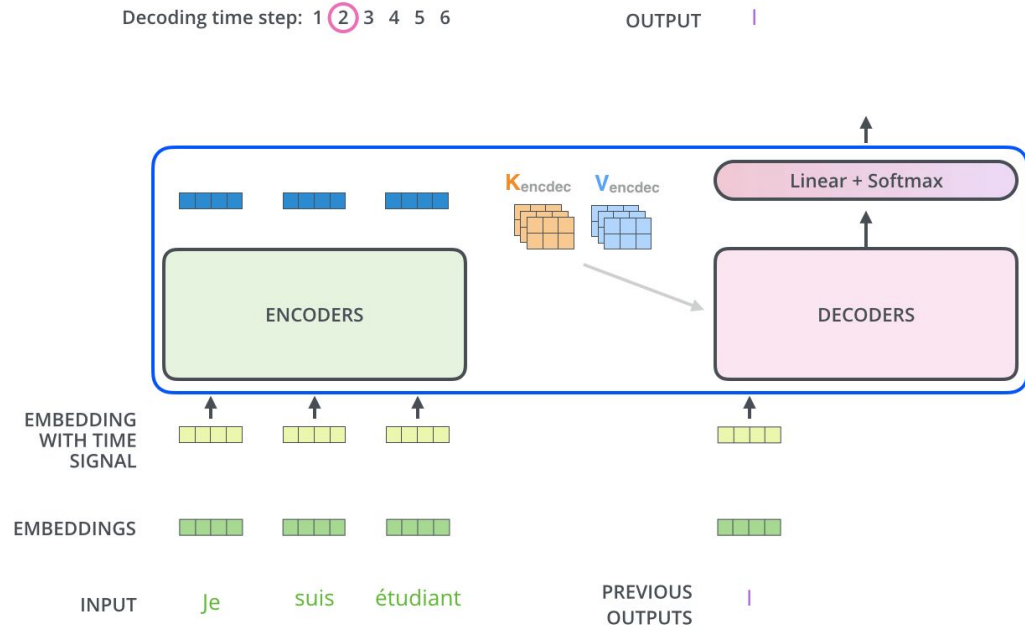 Decoding time step: 1 2 3 4 5 6
OUTPUT I
Kencdec Vencdec
Linear + Softmax
ENCODERS
DECODERS
EMBEDDING
WITH TIME
SIGNAL
EMBEDDINGS
INPUT Je suis étudiant
PREVIOUS
OUTPUTS I